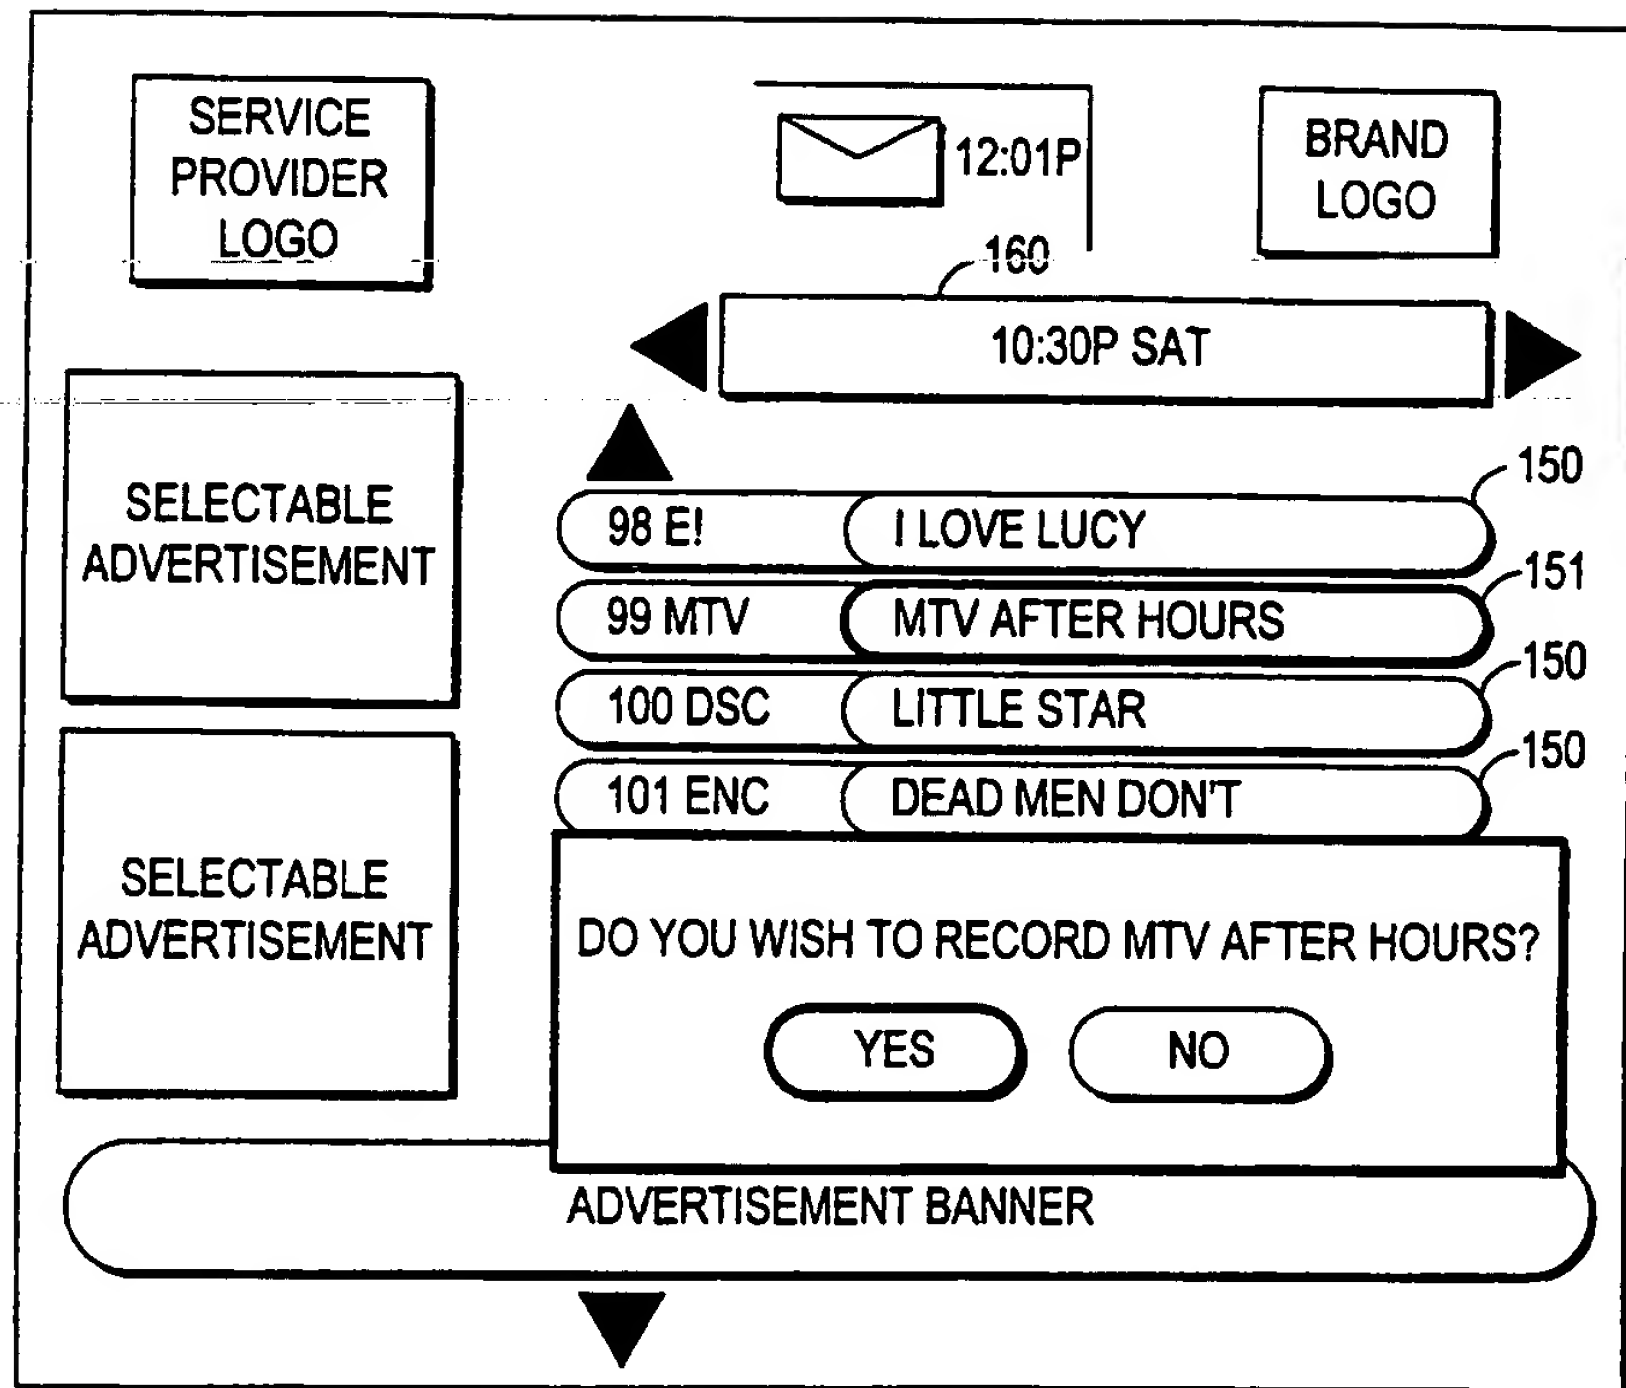 SERVICE
PROVIDER
LOGO
12:01P
BRAND
LOGO
160
10:30P SAT
SELECTABLE
ADVERTISEMENT
150
98 E! I LOVE LUCY
151
99 MTV MTV AFTER HOURS
150
100 DSC LITTLE STAR
150
101 ENC DEAD MEN DON'T
SELECTABLE
ADVERTISEMENT
DO YOU WISH TO RECORD MTV AFTER HOURS?
YES NO
ADVERTISEMENT BANNER